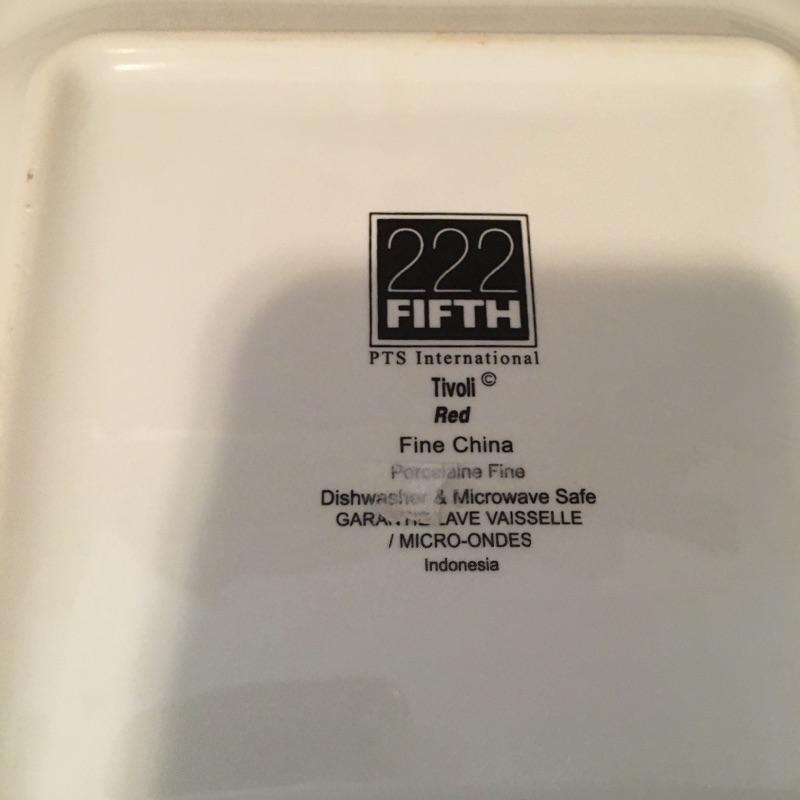 222
FIFTH
PTS International
Tivoli ©
Red
Fine China
Porcelaine Fine
Dishwasher & Microwave Safe
GARANTIE LAVE VAISSELLE
/ MICRO-ONDES
Indonesia